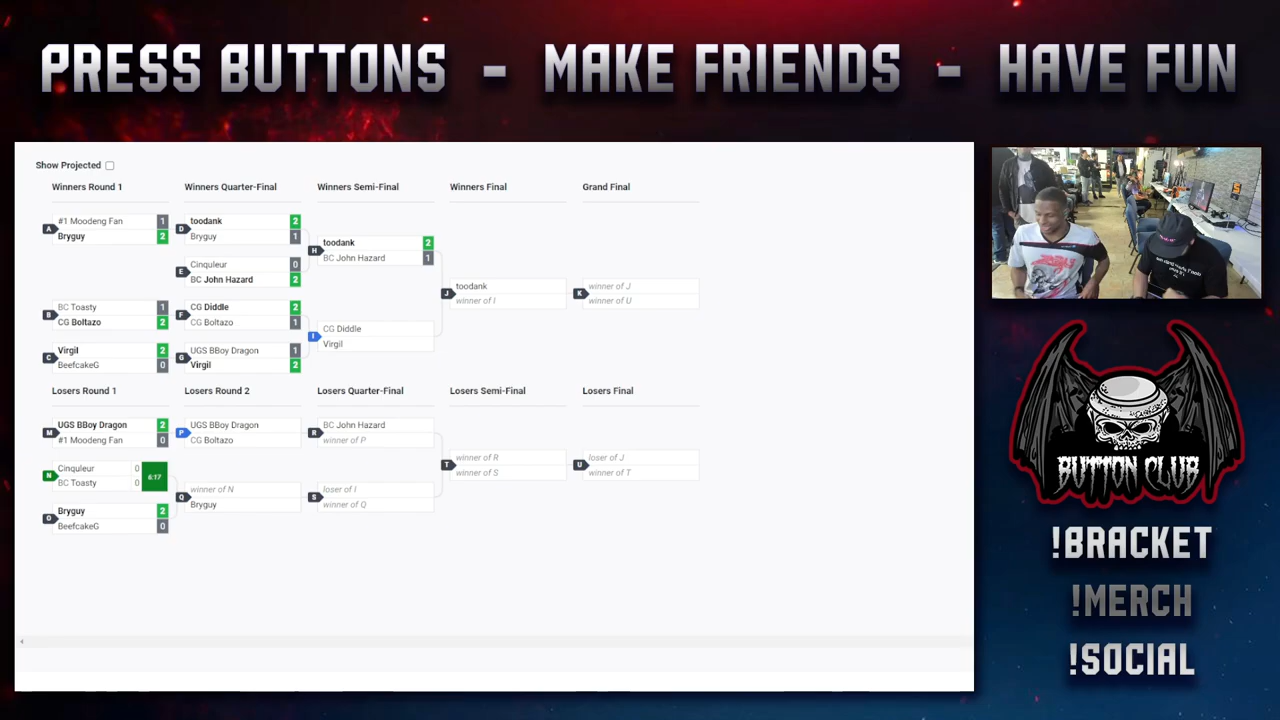 PRESS BUTTONS - MAKE FRIENDS - HAVE FUN
Show Projected
Winners Round 1
Winners Quarter-Final
Winners Semi-Final
Winners Final
Grand Final
A
#1 Moodeng Fan 1
Bryguy 2
D
toodank 2
Bryguy 1
E
Cinquleur 0
BC John Hazard 2
H
toodank 2
BC John Hazard 1
J
toodank
winner of I
K
winner of J
winner of U
B
BC Toasty 1
CG Boltazo 2
F
CG Diddle 2
CG Boltazo 1
I
CG Diddle
Virgil
C
Virgil 2
BeefcakeG 0
G
UGS BBoy Dragon 1
Virgil 2
Losers Round 1
Losers Round 2
Losers Quarter-Final
Losers Semi-Final
Losers Final
M
UGS BBoy Dragon 2
#1 Moodeng Fan 0
P
UGS BBoy Dragon
CG Boltazo
R
BC John Hazard
winner of P
T
winner of R
winner of S
U
loser of J
winner of T
N
Cinquleur 0
BC Toasty 0
6:17
Q
winner of N
Bryguy
S
loser of I
winner of Q
O
Bryguy 2
BeefcakeG 0
BUTTON CLUB
!BRACKET
!MERCH
!SOCIAL